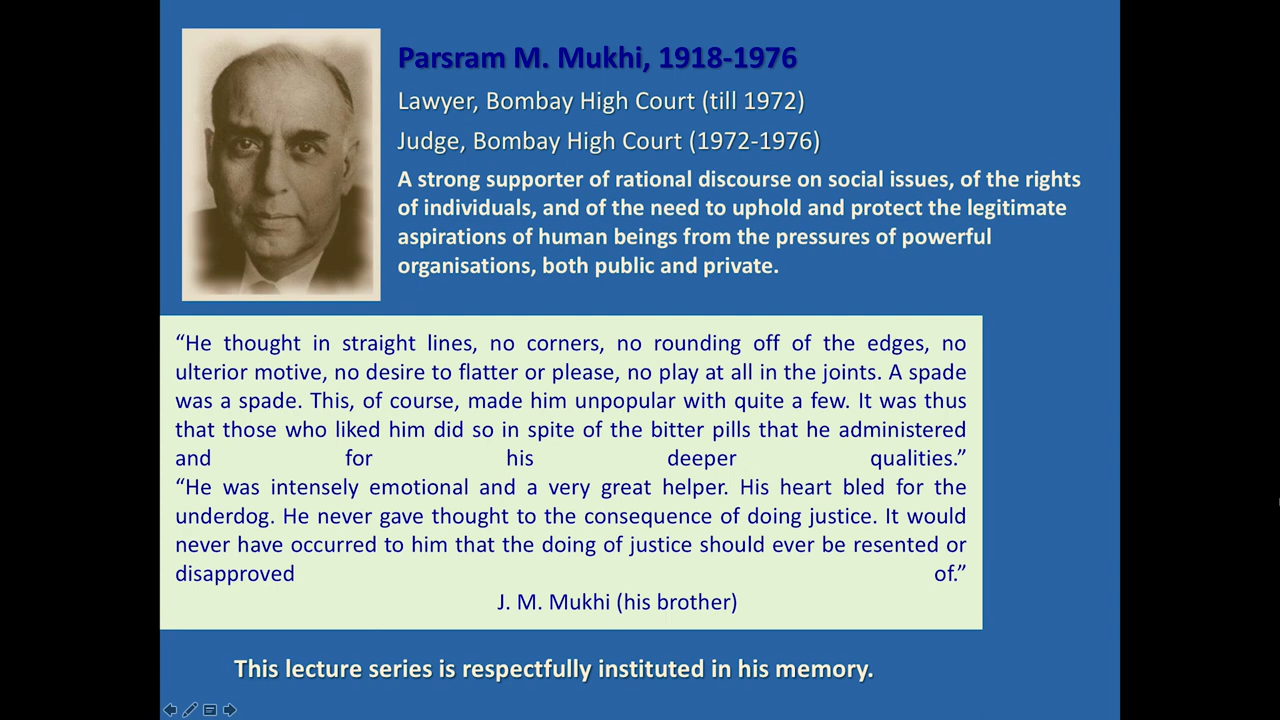 Parsram M. Mukhi, 1918-1976
Lawyer, Bombay High Court (till 1972)
Judge, Bombay High Court (1972-1976)
A strong supporter of rational discourse on social issues, of the rights
of individuals, and of the need to uphold and protect the legitimate
aspirations of human beings from the pressures of powerful
organisations, both public and private.
“He thought in straight lines, no corners, no rounding off of the edges, no
ulterior motive, no desire to flatter or please, no play at all in the joints. A spade
was a spade. This, of course, made him unpopular with quite a few. It was thus
that those who liked him did so in spite of the bitter pills that he administered
and for his deeper qualities.”
“He was intensely emotional and a very great helper. His heart bled for the
underdog. He never gave thought to the consequence of doing justice. It would
never have occurred to him that the doing of justice should ever be resented or
disapproved of.”
J. M. Mukhi (his brother)
This lecture series is respectfully instituted in his memory.